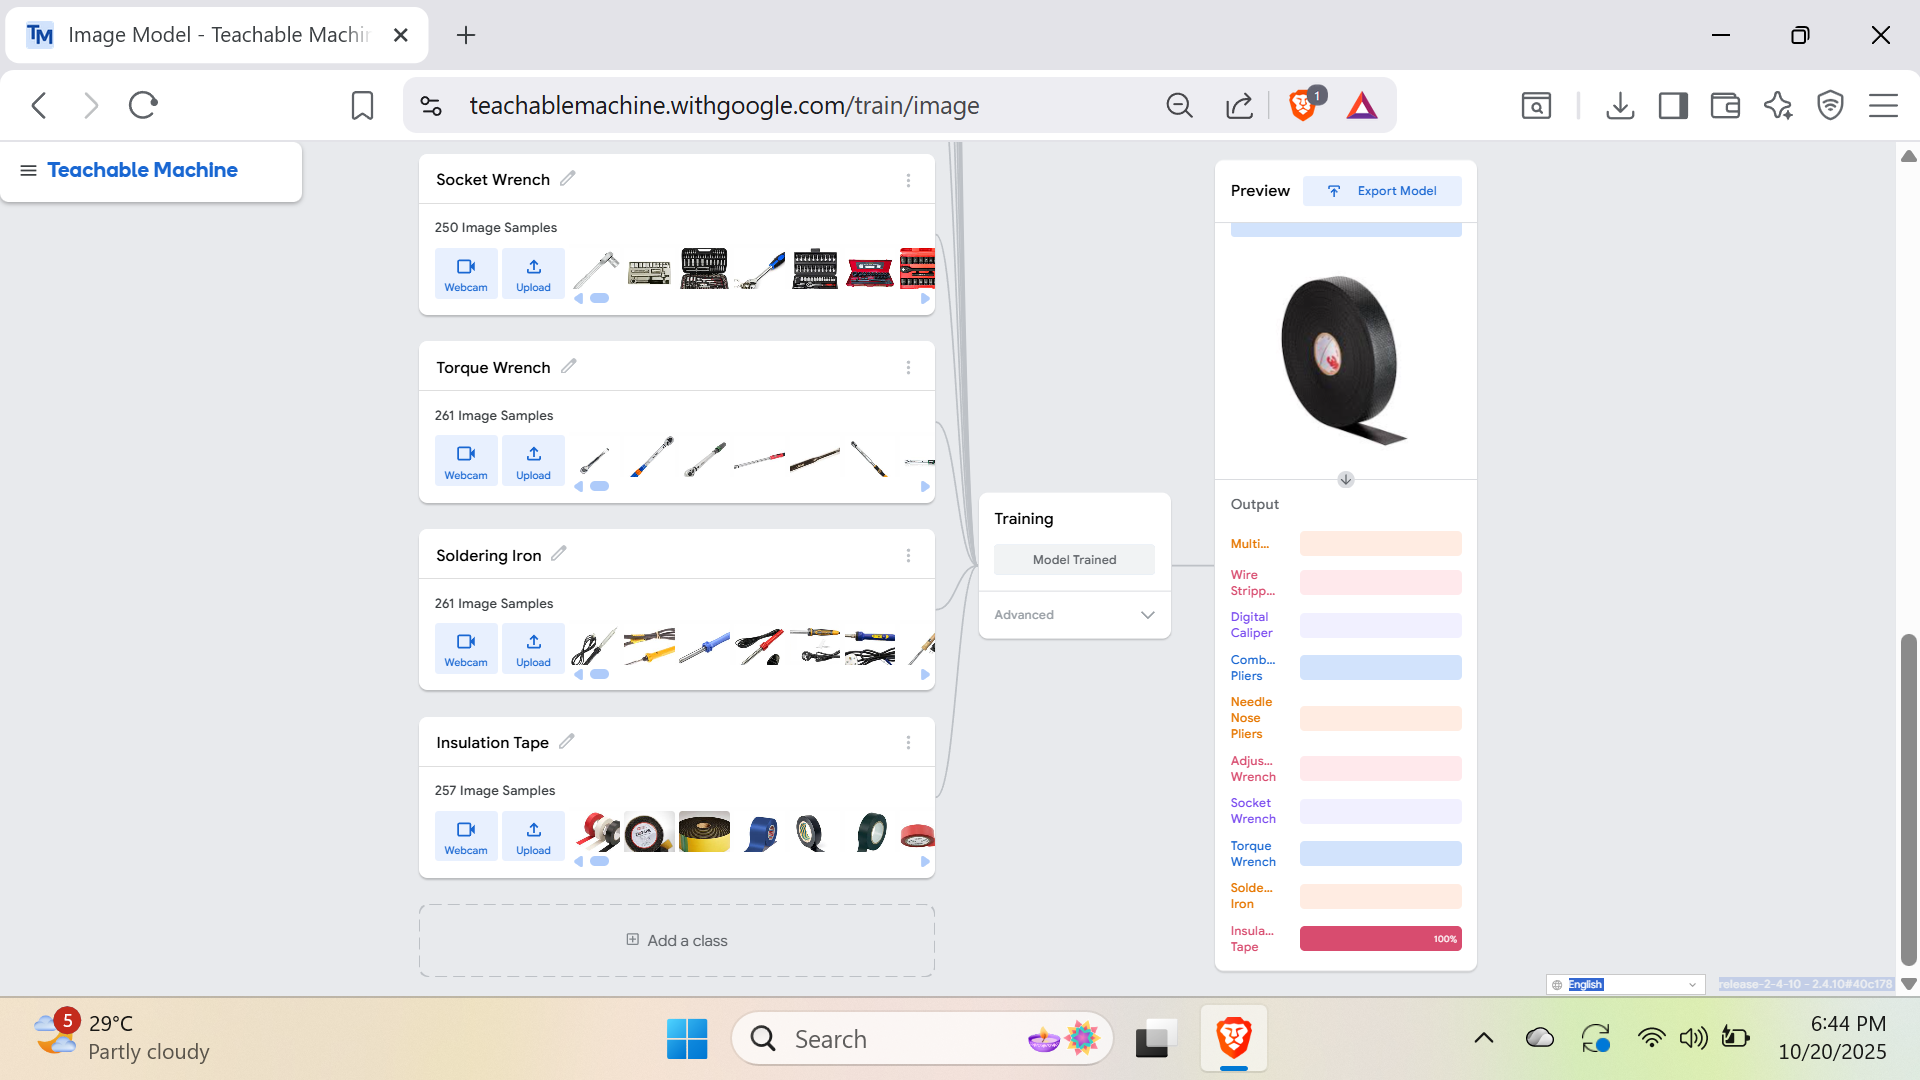 TM Image Model - Teachable Machin
teachablemachine.withgoogle.com/train/image
1
Teachable Machine
Socket Wrench
250 Image Samples
Webcam
Upload
Torque Wrench
261 Image Samples
Webcam
Upload
Soldering Iron
261 Image Samples
Webcam
Upload
Insulation Tape
257 Image Samples
Webcam
Upload
Add a class
Training
Model Trained
Advanced
Preview
Export Model
Output
Multi...
Wire
Stripp...
Digital
Caliper
Comb...
Pliers
Needle
Nose
Pliers
Adjus...
Wrench
Socket
Wrench
Torque
Wrench
Solde...
Iron
Insula...
Tape
100%
English
release-2-4-10 - 2.4.10#40c178
5
29°C
Partly cloudy
Search
6:44 PM
10/20/2025